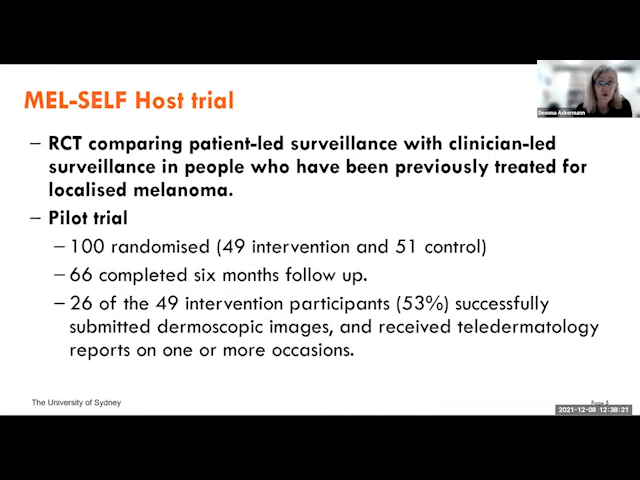 MEL-SELF Host trial
– RCT comparing patient-led surveillance with clinician-led
surveillance in people who have been previously treated for
localised melanoma.
– Pilot trial
– 100 randomised (49 intervention and 51 control)
– 66 completed six months follow up.
– 26 of the 49 intervention participants (53%) successfully
submitted dermoscopic images, and received teledermatology
reports on one or more occasions.
Deonna Ackermann
The University of Sydney
Page 5
2021-12-08 12:38:21